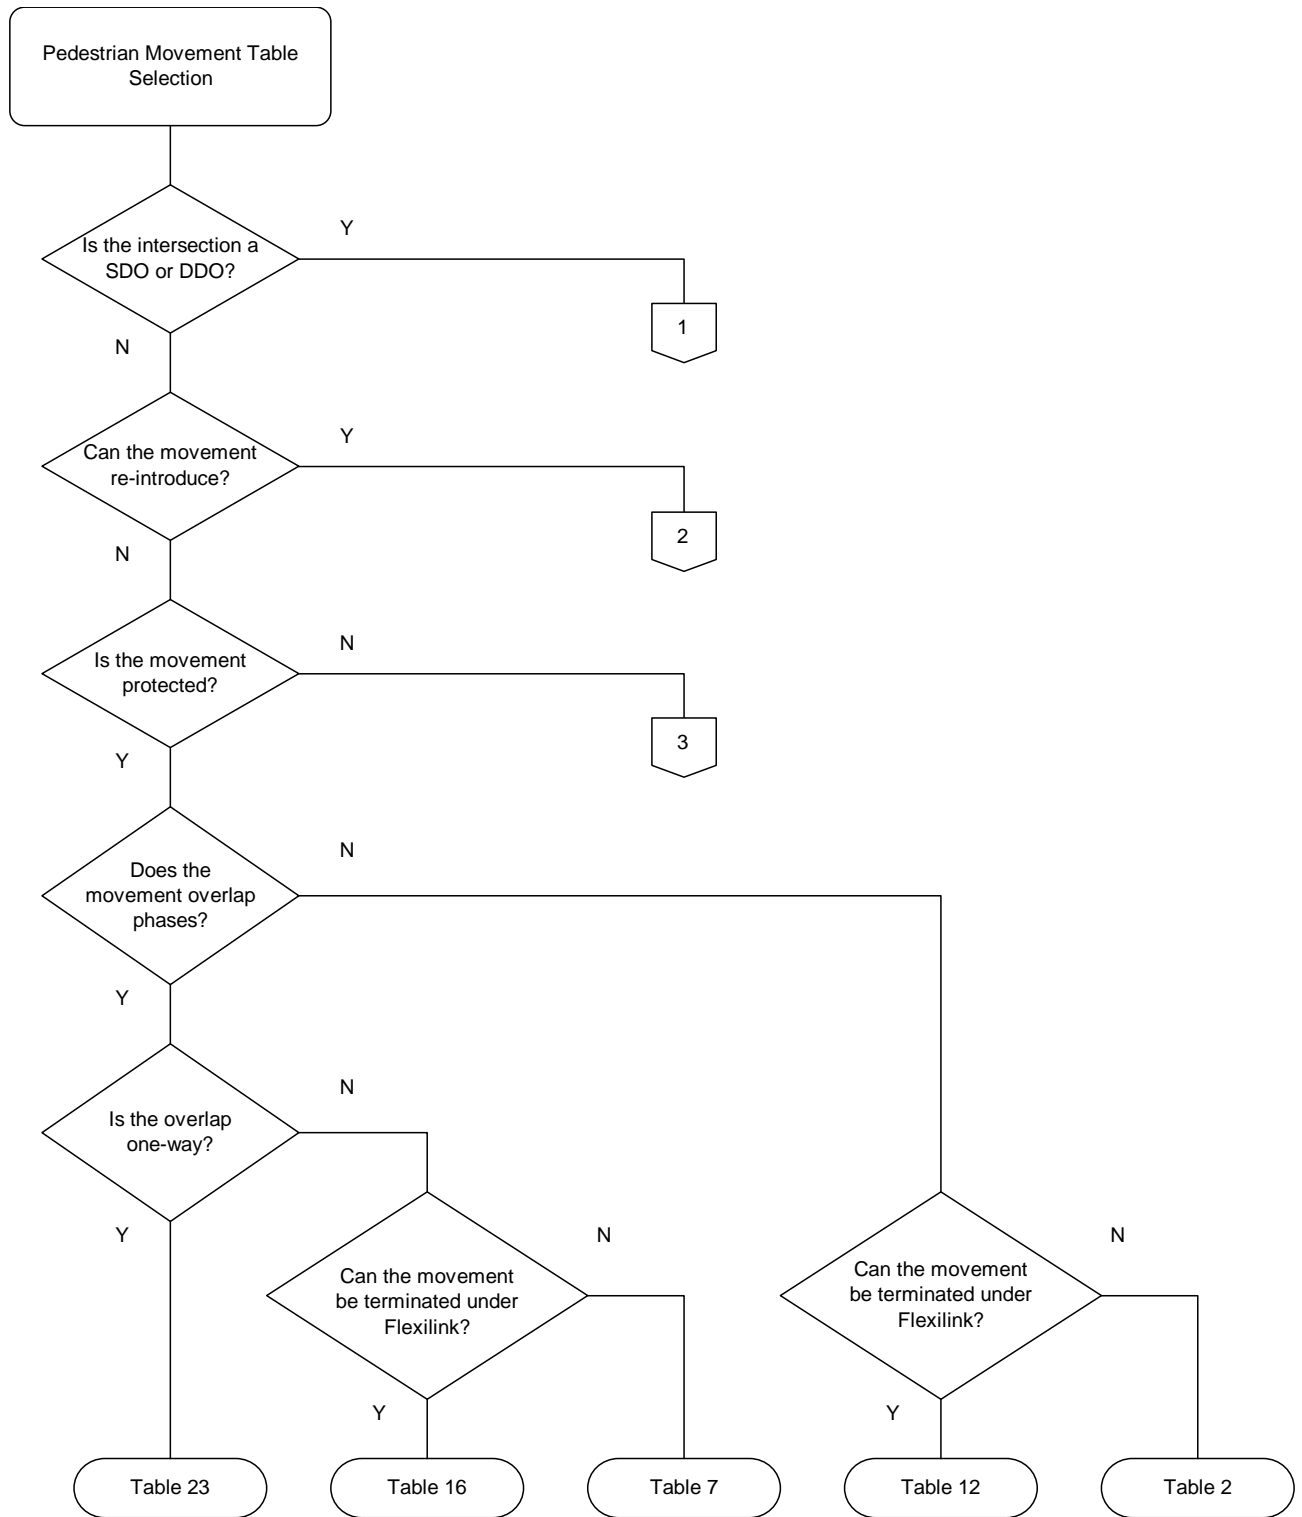 Pedestrian Movement Table
Selection
Is the intersection a
SDO or DDO?
Y
1
N
Can the movement
re-introduce?
Y
2
N
Is the movement
protected?
N
3
Y
Does the
movement overlap
phases?
N
Y
Is the overlap
one-way?
N
Y
Can the movement
be terminated under
Flexilink?
N
Y
Can the movement
be terminated under
Flexilink?
N
Y
Table 23
Table 16
Table 7
Table 12
Table 2